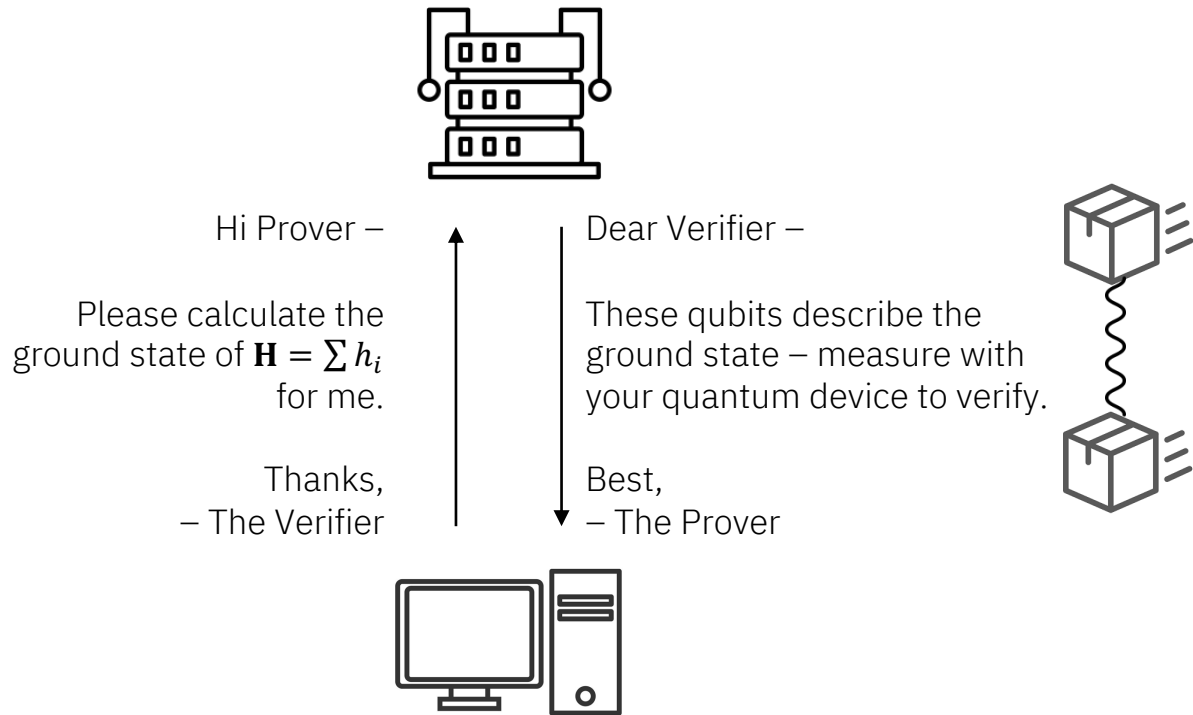 Hi Prover –
Please calculate the
ground state of 𝐇 = ∑ ℎ𝑖
for me.
Thanks,
– The Verifier
Dear Verifier –
These qubits describe the
ground state – measure with
your quantum device to verify.
Best,
– The Prover